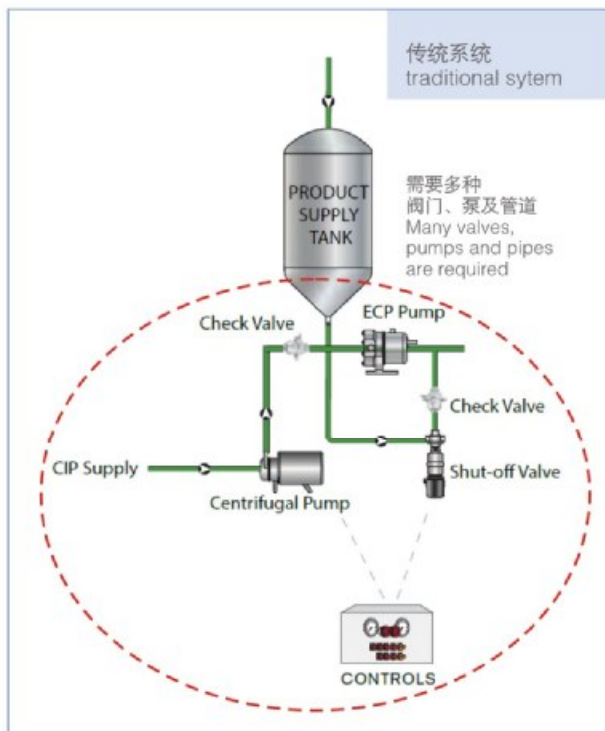 传统系统
traditional sytem
PRODUCT
SUPPLY
TANK
需要多种
阀门、泵及管道
Many valves,
pumps and pipes
are required
ECP Pump
Check Valve
Check Valve
CIP Supply
Shut-off Valve
Centrifugal Pump
CONTROLS